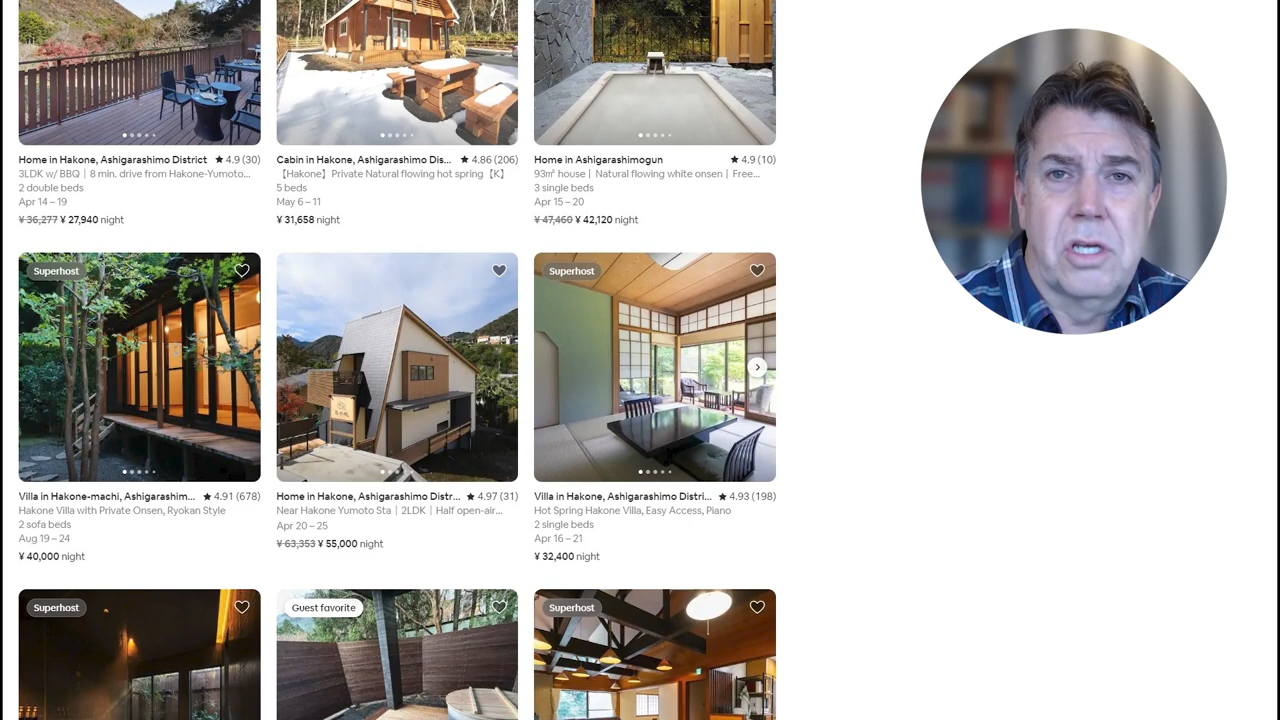 Home in Hakone, Ashigarashimo District ★ 4.9 (30)
3LDK w/ BBQ｜8 min. drive from Hakone-Yumoto...
2 double beds
Apr 14 – 19
¥ 36,277 ¥ 27,940 night
Cabin in Hakone, Ashigarashimo Dis... ★ 4.86 (206)
【Hakone】Private Natural flowing hot spring【K】
5 beds
May 6 – 11
¥ 31,658 night
Home in Ashigarashimogun ★ 4.9 (10)
93㎡ house｜Natural flowing white onsen｜Free...
3 single beds
Apr 15 – 20
¥ 47,460 ¥ 42,120 night
Superhost
Villa in Hakone-machi, Ashigarashim... ★ 4.91 (678)
Hakone Villa with Private Onsen, Ryokan Style
2 sofa beds
Aug 19 – 24
¥ 40,000 night
Home in Hakone, Ashigarashimo Distr... ★ 4.97 (31)
Near Hakone Yumoto Sta｜2LDK｜Half open-air...
Apr 20 – 25
¥ 63,353 ¥ 55,000 night
Superhost
Villa in Hakone, Ashigarashimo Distri... ★ 4.93 (198)
Hot Spring Hakone Villa, Easy Access, Piano
2 single beds
Apr 16 – 21
¥ 32,400 night
Superhost
Guest favorite
Superhost